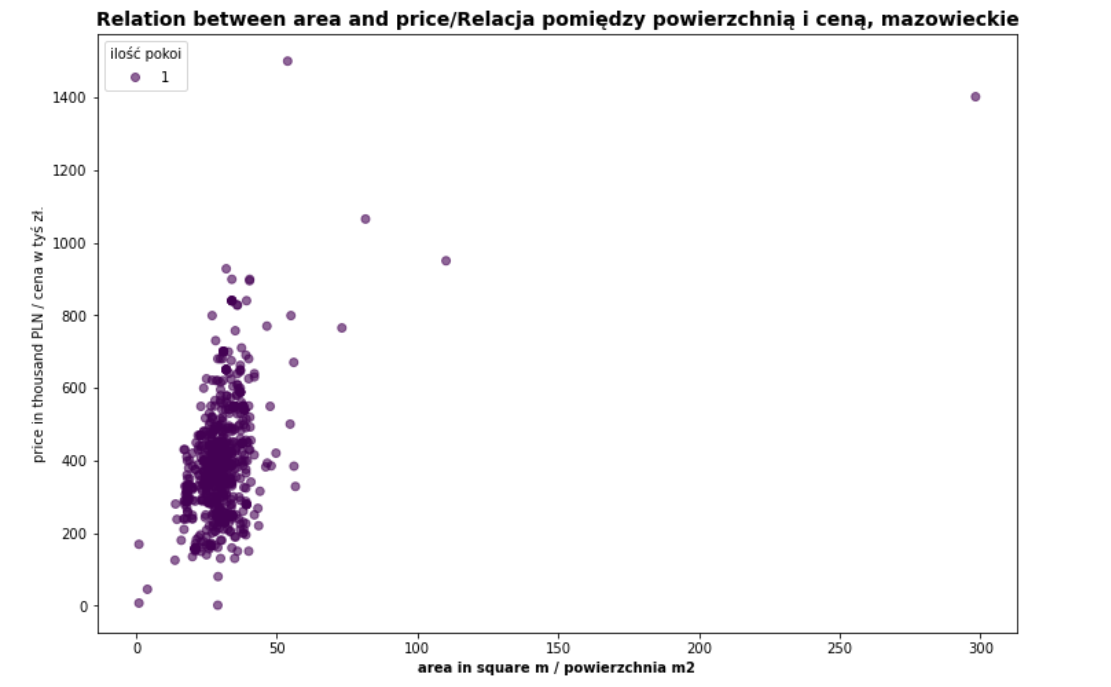 Relation between area and price/Relacja pomiędzy powierzchnią i ceną, mazowieckie
ilość pokoi
1
1400
1200
1000
800
600
400
200
0
price in thousand PLN / cena w tyś zł.
0 50 100 150 200 250 300
area in square m / powierzchnia m2